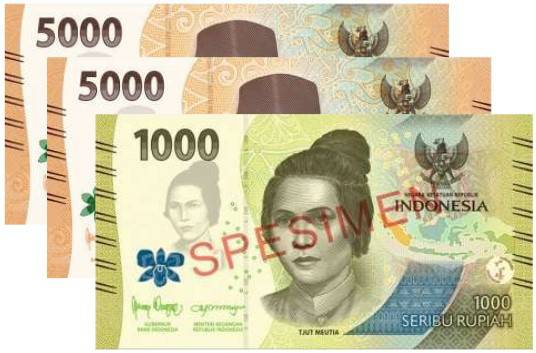 5000
5000
1000
NEGARA KESATUAN REPUBLIK
INDONESIA
SPESIMEN
GUBERNUR
BANK INDONESIA
MENTERI KEUANGAN
REPUBLIK INDONESIA
TJUT MEUTIA
1000
SERIBU RUPIAH